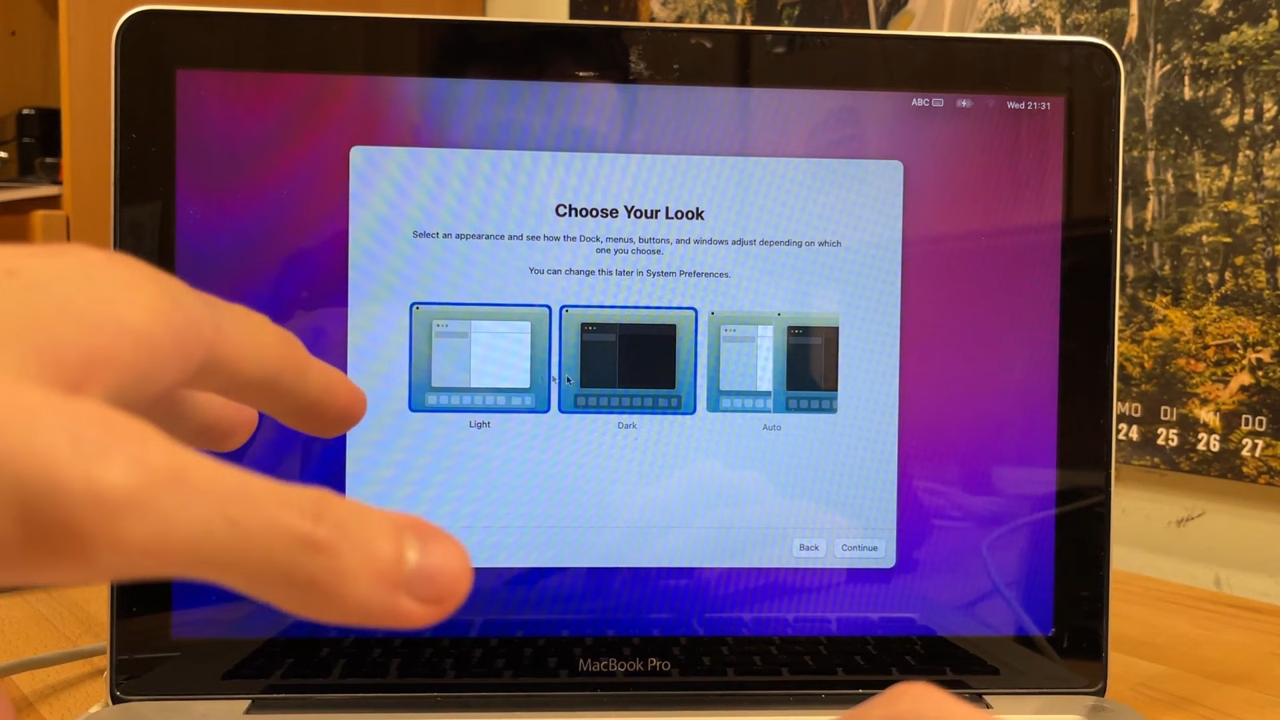 ABC
Wed 21:31
Choose Your Look
Select an appearance and see how the Dock, menus, buttons, and windows adjust depending on which
one you choose.
You can change this later in System Preferences.
Light Dark Auto
MO DI MI DO
24 25 26 27
Back Continue
MacBook Pro